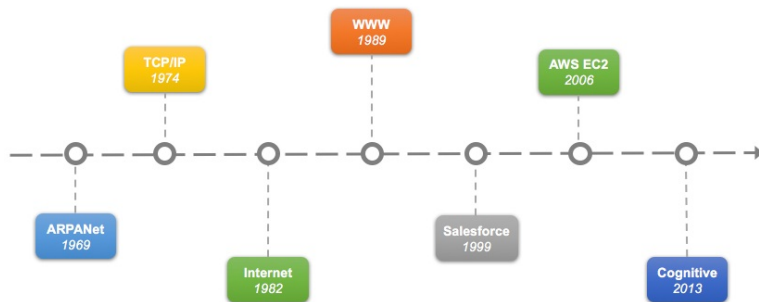 WWW
1989
TCP/IP
1974
AWS EC2
2006
ARPANet
1969
Salesforce
1999
Internet
1982
Cognitive
2013